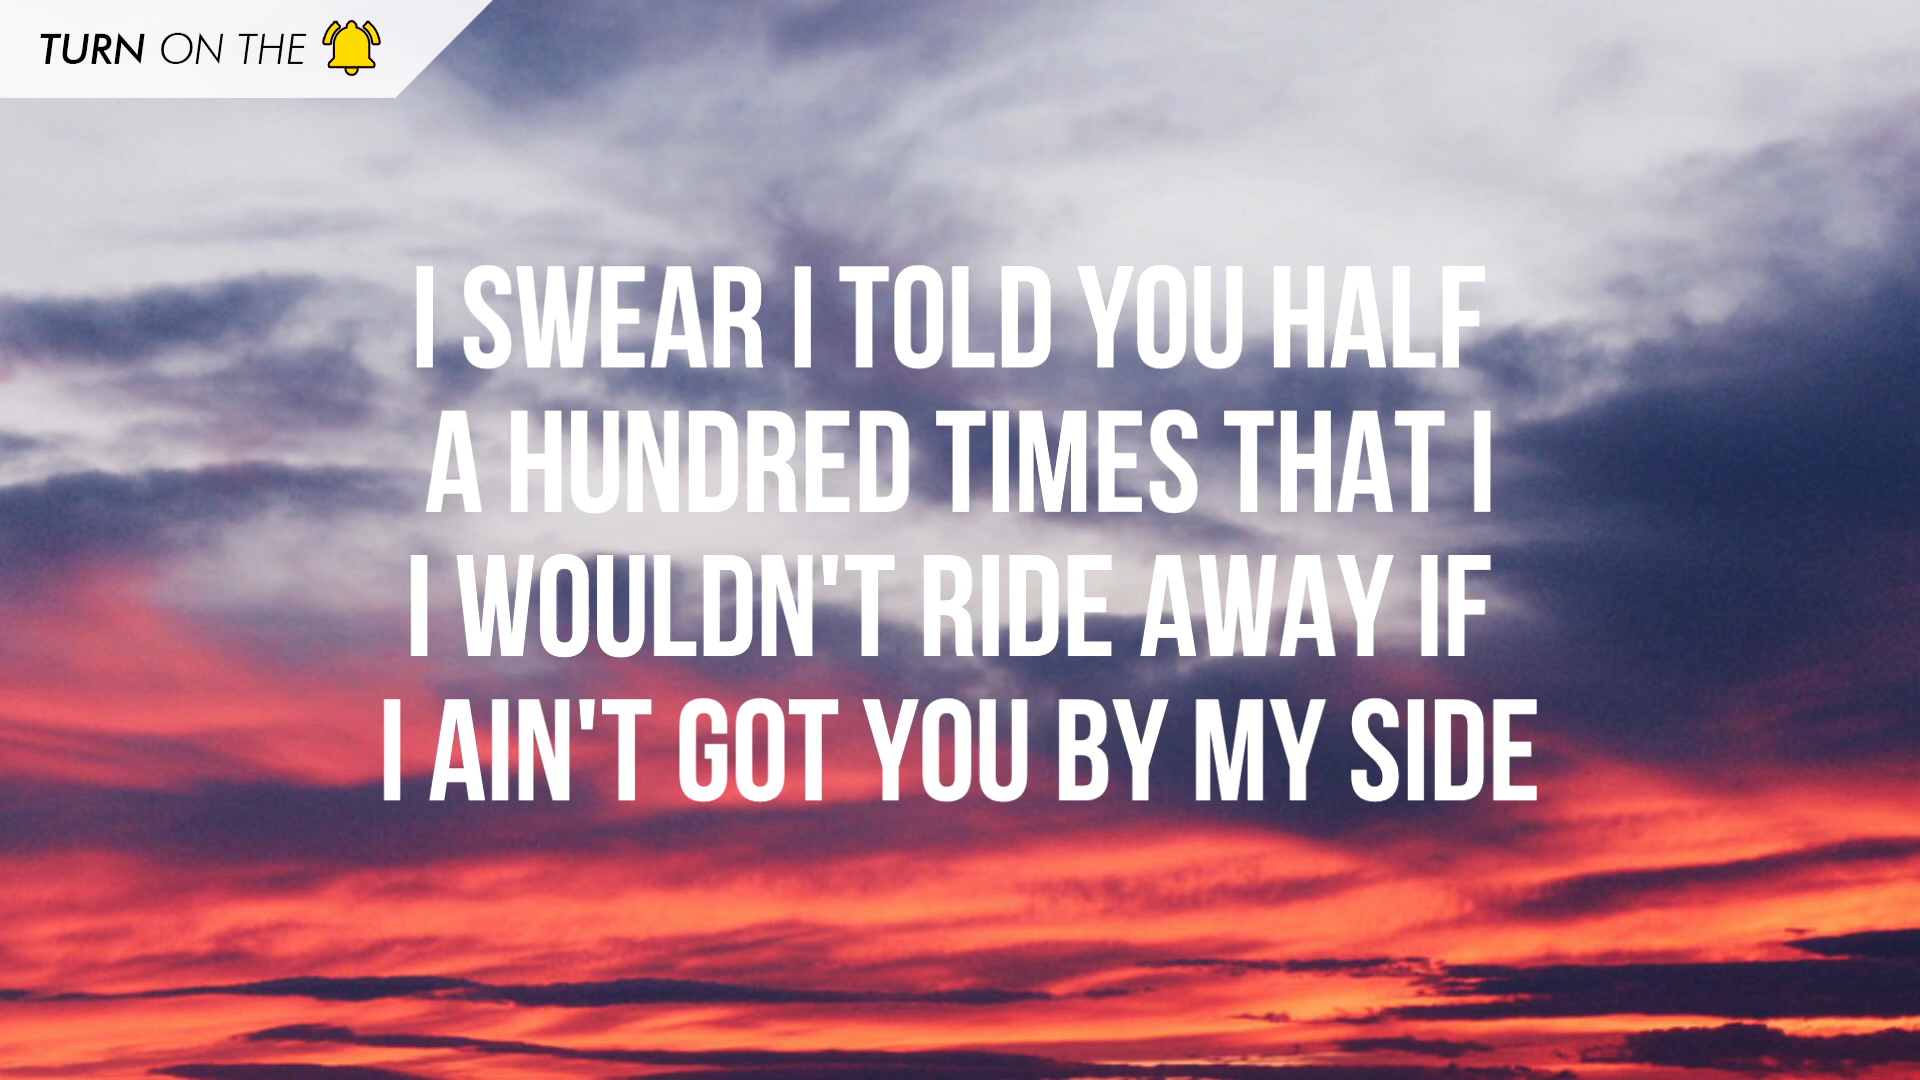 TURN ON THE
I SWEAR I TOLD YOU HALF
A HUNDRED TIMES THAT I
I WOULDN'T RIDE AWAY IF
I AIN'T GOT YOU BY MY SIDE